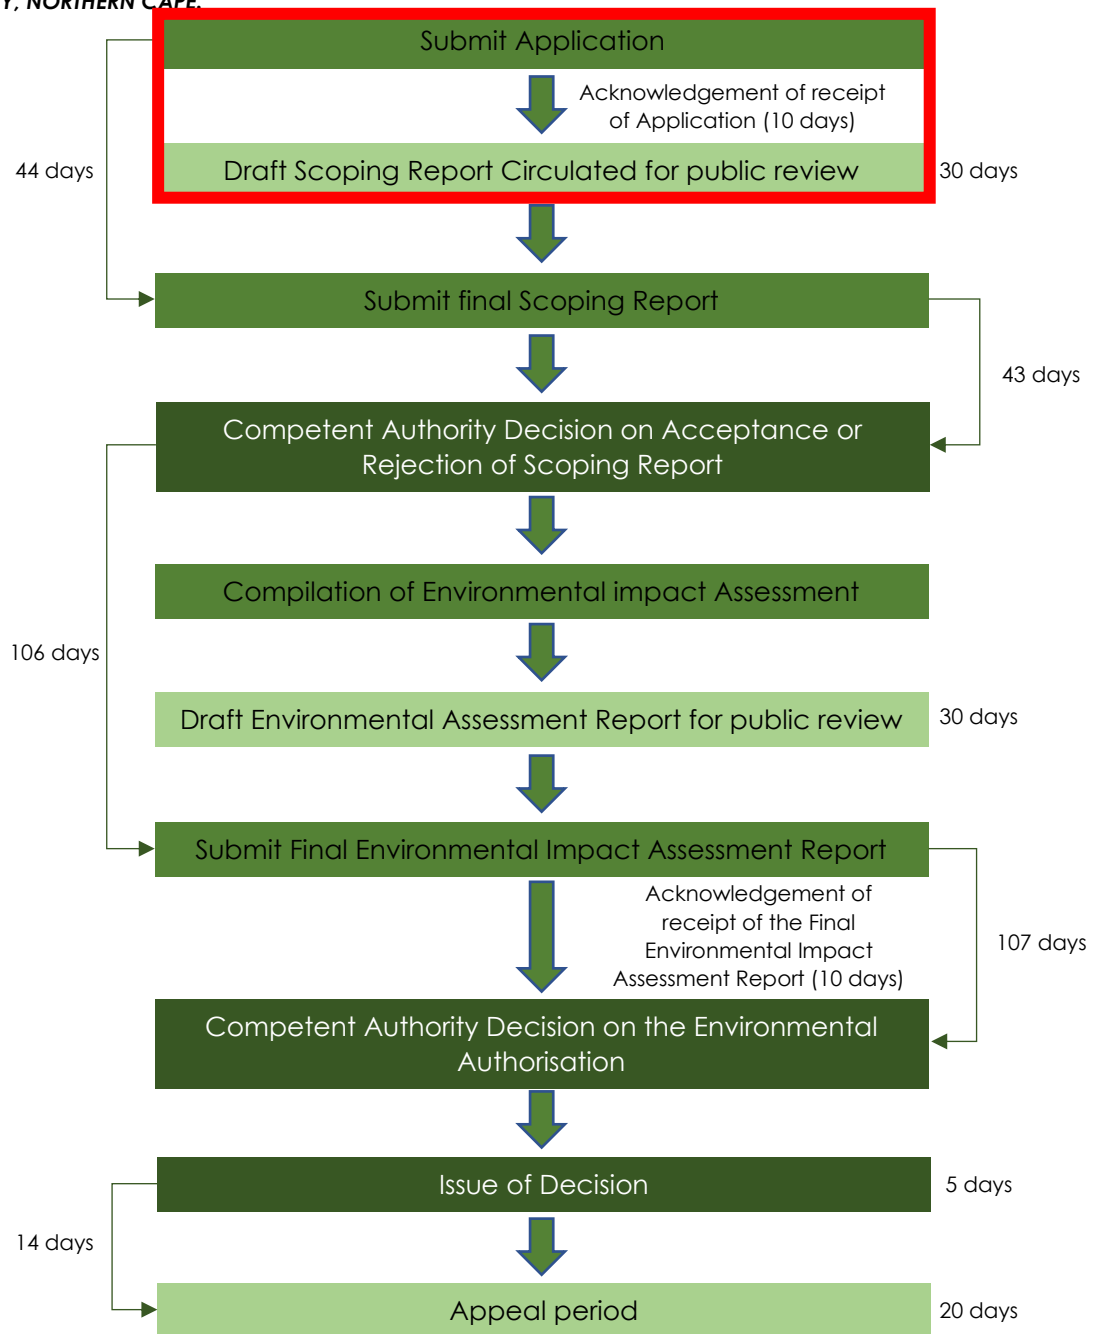 Y, NORTHERN CAPE.
Submit Application
Acknowledgement of receipt
of Application (10 days)
44 days
Draft Scoping Report Circulated for public review
30 days
Submit final Scoping Report
43 days
Competent Authority Decision on Acceptance or
Rejection of Scoping Report
Compilation of Environmental impact Assessment
106 days
Draft Environmental Assessment Report for public review
30 days
Submit Final Environmental Impact Assessment Report
Acknowledgement of
receipt of the Final
Environmental Impact
Assessment Report (10 days)
107 days
Competent Authority Decision on the Environmental
Authorisation
Issue of Decision
5 days
14 days
Appeal period
20 days